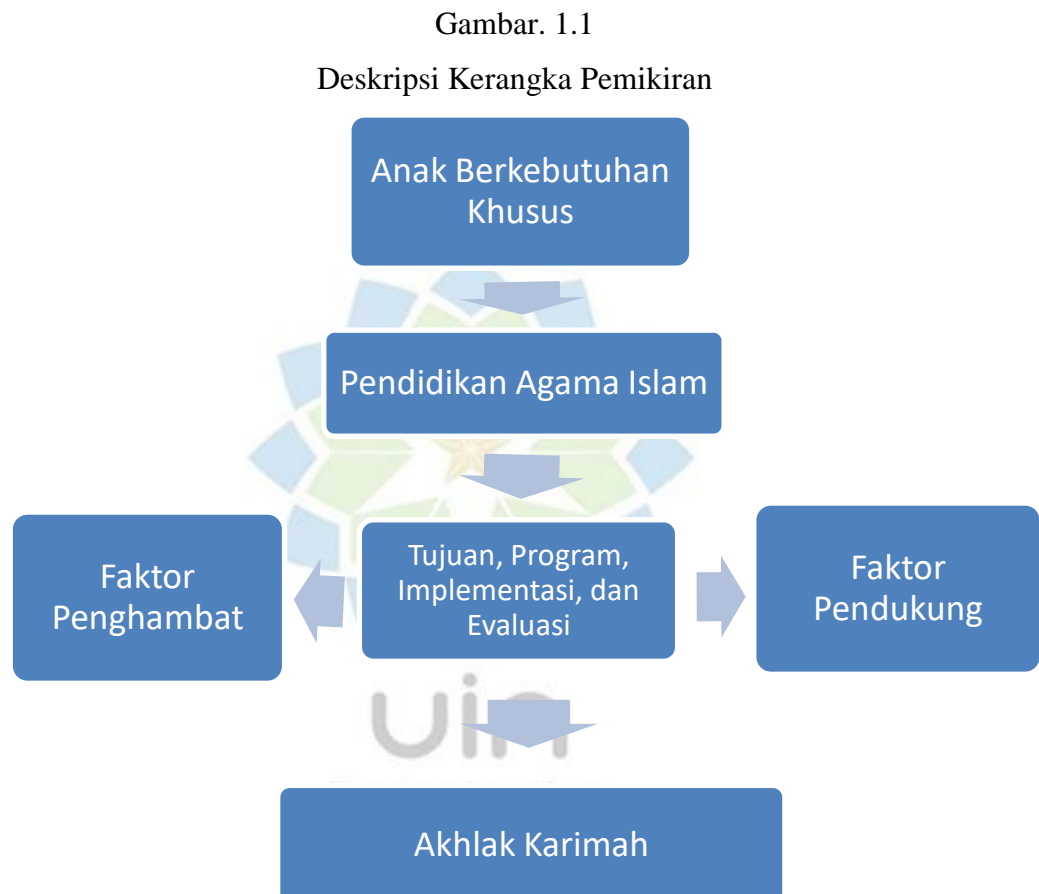 Gambar. 1.1
Deskripsi Kerangka Pemikiran
Anak Berkebutuhan
Khusus
Pendidikan Agama Islam
Faktor
Penghambat
Tujuan, Program,
Implementasi, dan
Evaluasi
Faktor
Pendukung
uin
Akhlak Karimah